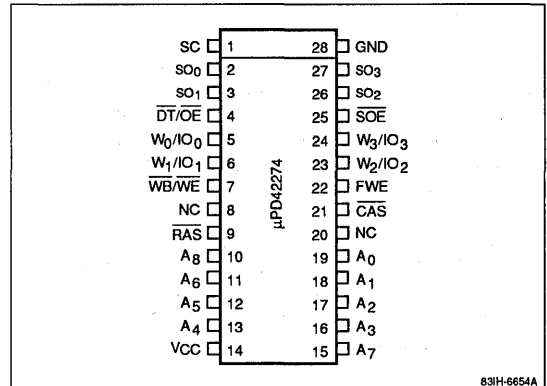 SC 1 28 GND
SO0 2 27 SO3
SO1 3 26 SO2
DT/OE 4 25 SOE
W0/IO0 5 24 W3/IO3
W1/IO1 6 23 W2/IO2
WB/WE 7 22 FWE
NC 8 21 CAS
RAS 9 20 NC
A8 10 19 A0
A6 11 18 A1
A5 12 17 A2
A4 13 16 A3
VCC 14 15 A7
µPD42274
83IH-6654A